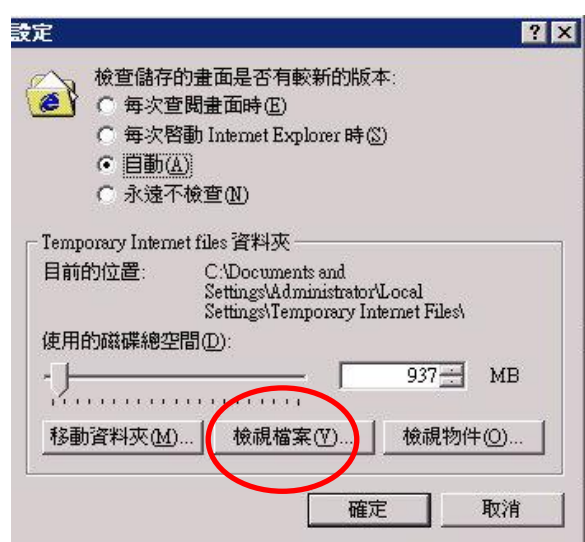 設定
檢查儲存的畫面是否有較新的版本:
每次查閱畫面時(E)
每次啓動 Internet Explorer 時(S)
自動(A)
永遠不檢查(N)
Temporary Internet files 資料夾
目前的位置: C:\Documents and
Settings\Administrator\Local
Settings\Temporary Internet Files\
使用的磁碟總空間(D):
937 MB
移動資料夾(M)... 檢視檔案(V)... 檢視物件(O)...
確定 取消